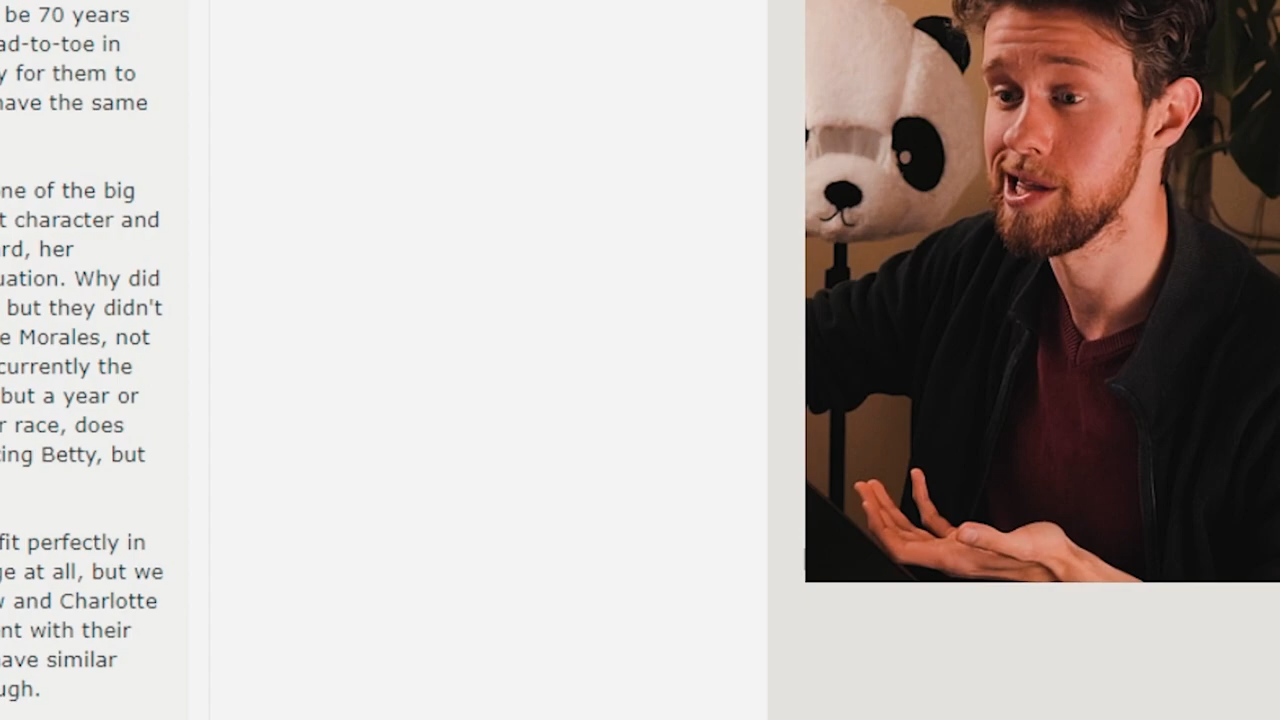 be 70 years
ad-to-toe in
y for them to
have the same
ne of the big
t character and
rd, her
uation. Why did
but they didn't
e Morales, not
currently the
but a year or
r race, does
ing Betty, but
fit perfectly in
ge at all, but we
and Charlotte
nt with their
ave similar
ugh.